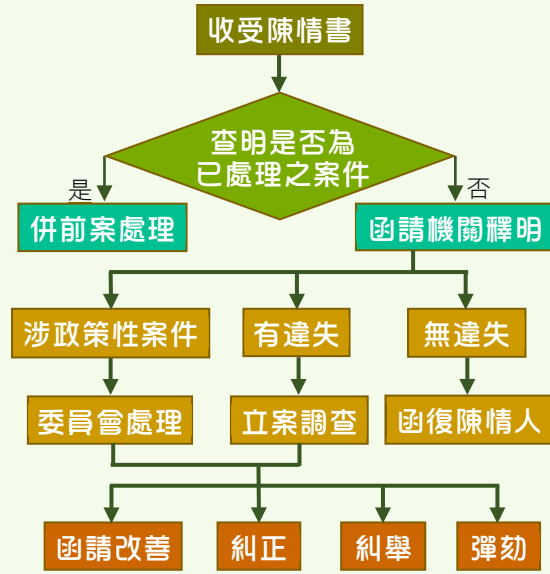 收受陳情書
查明是否為
已處理之案件
是
否
併前案處理
函請機關釋明
涉政策性案件
有違失
無違失
委員會處理
立案調查
函復陳情人
函請改善
糾正
糾舉
彈劾